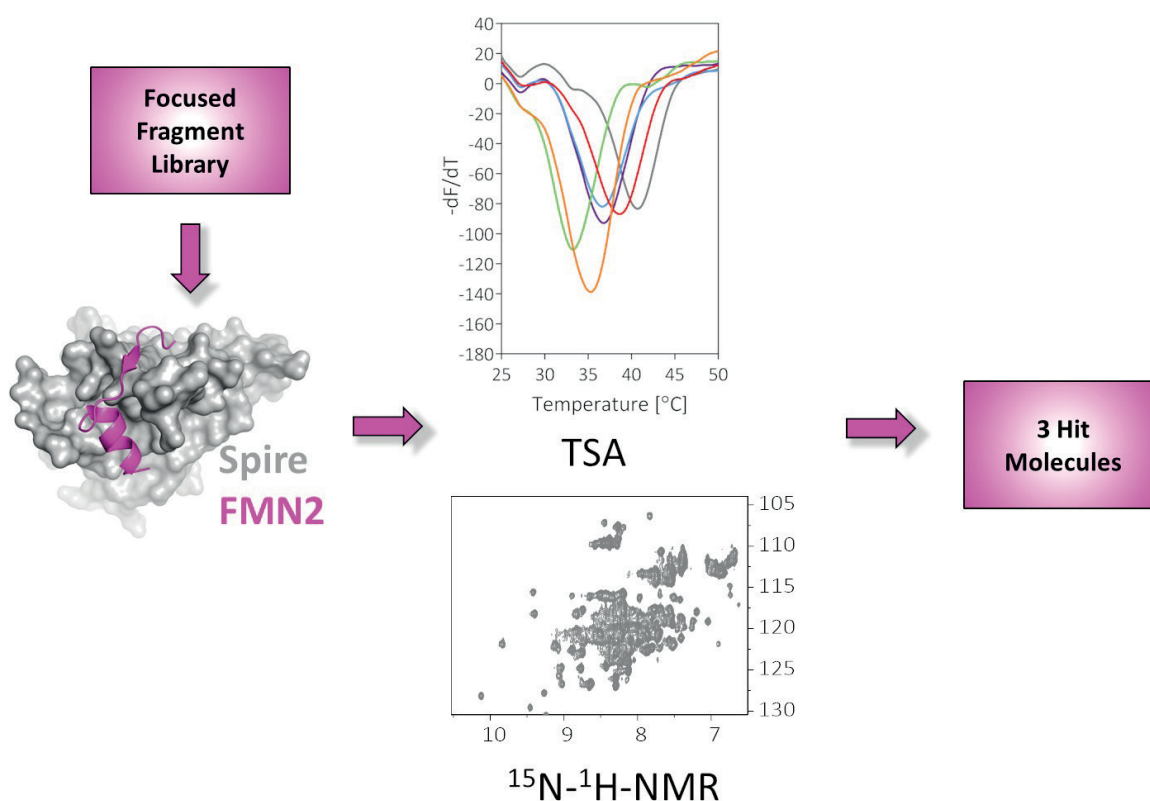 Focused
Fragment
Library
Spire
FMN2
40
20
0
-20
-40
-60
-80
-100
-120
-140
-160
-180
-dF/dT
25 30 35 40 45 50
Temperature [°C]
TSA
105
110
115
120
125
130
10 9 8 7
¹⁵N-¹H-NMR
3 Hit
Molecules